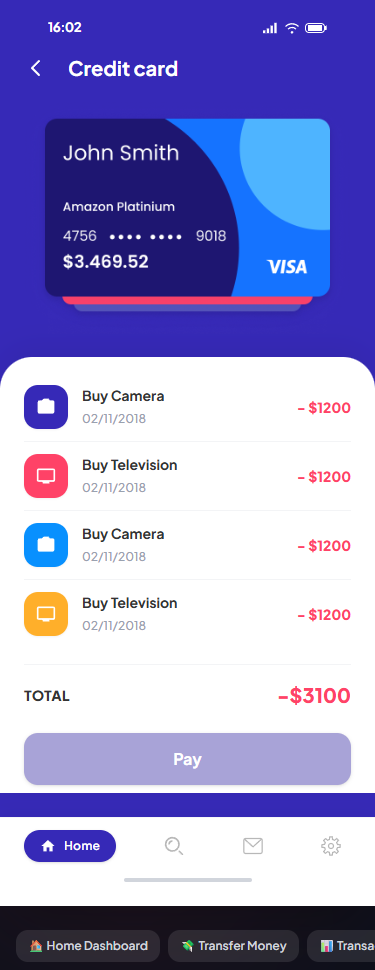 16:02
Credit card
John Smith
Amazon Platinium
4756 •••• •••• 9018
$3.469.52
VISA
Buy Camera
02/11/2018
- $1200
Buy Television
02/11/2018
- $1200
Buy Camera
02/11/2018
- $1200
Buy Television
02/11/2018
- $1200
TOTAL
-$3100
Pay
Home
🏠 Home Dashboard
💸 Transfer Money
📊 Transa